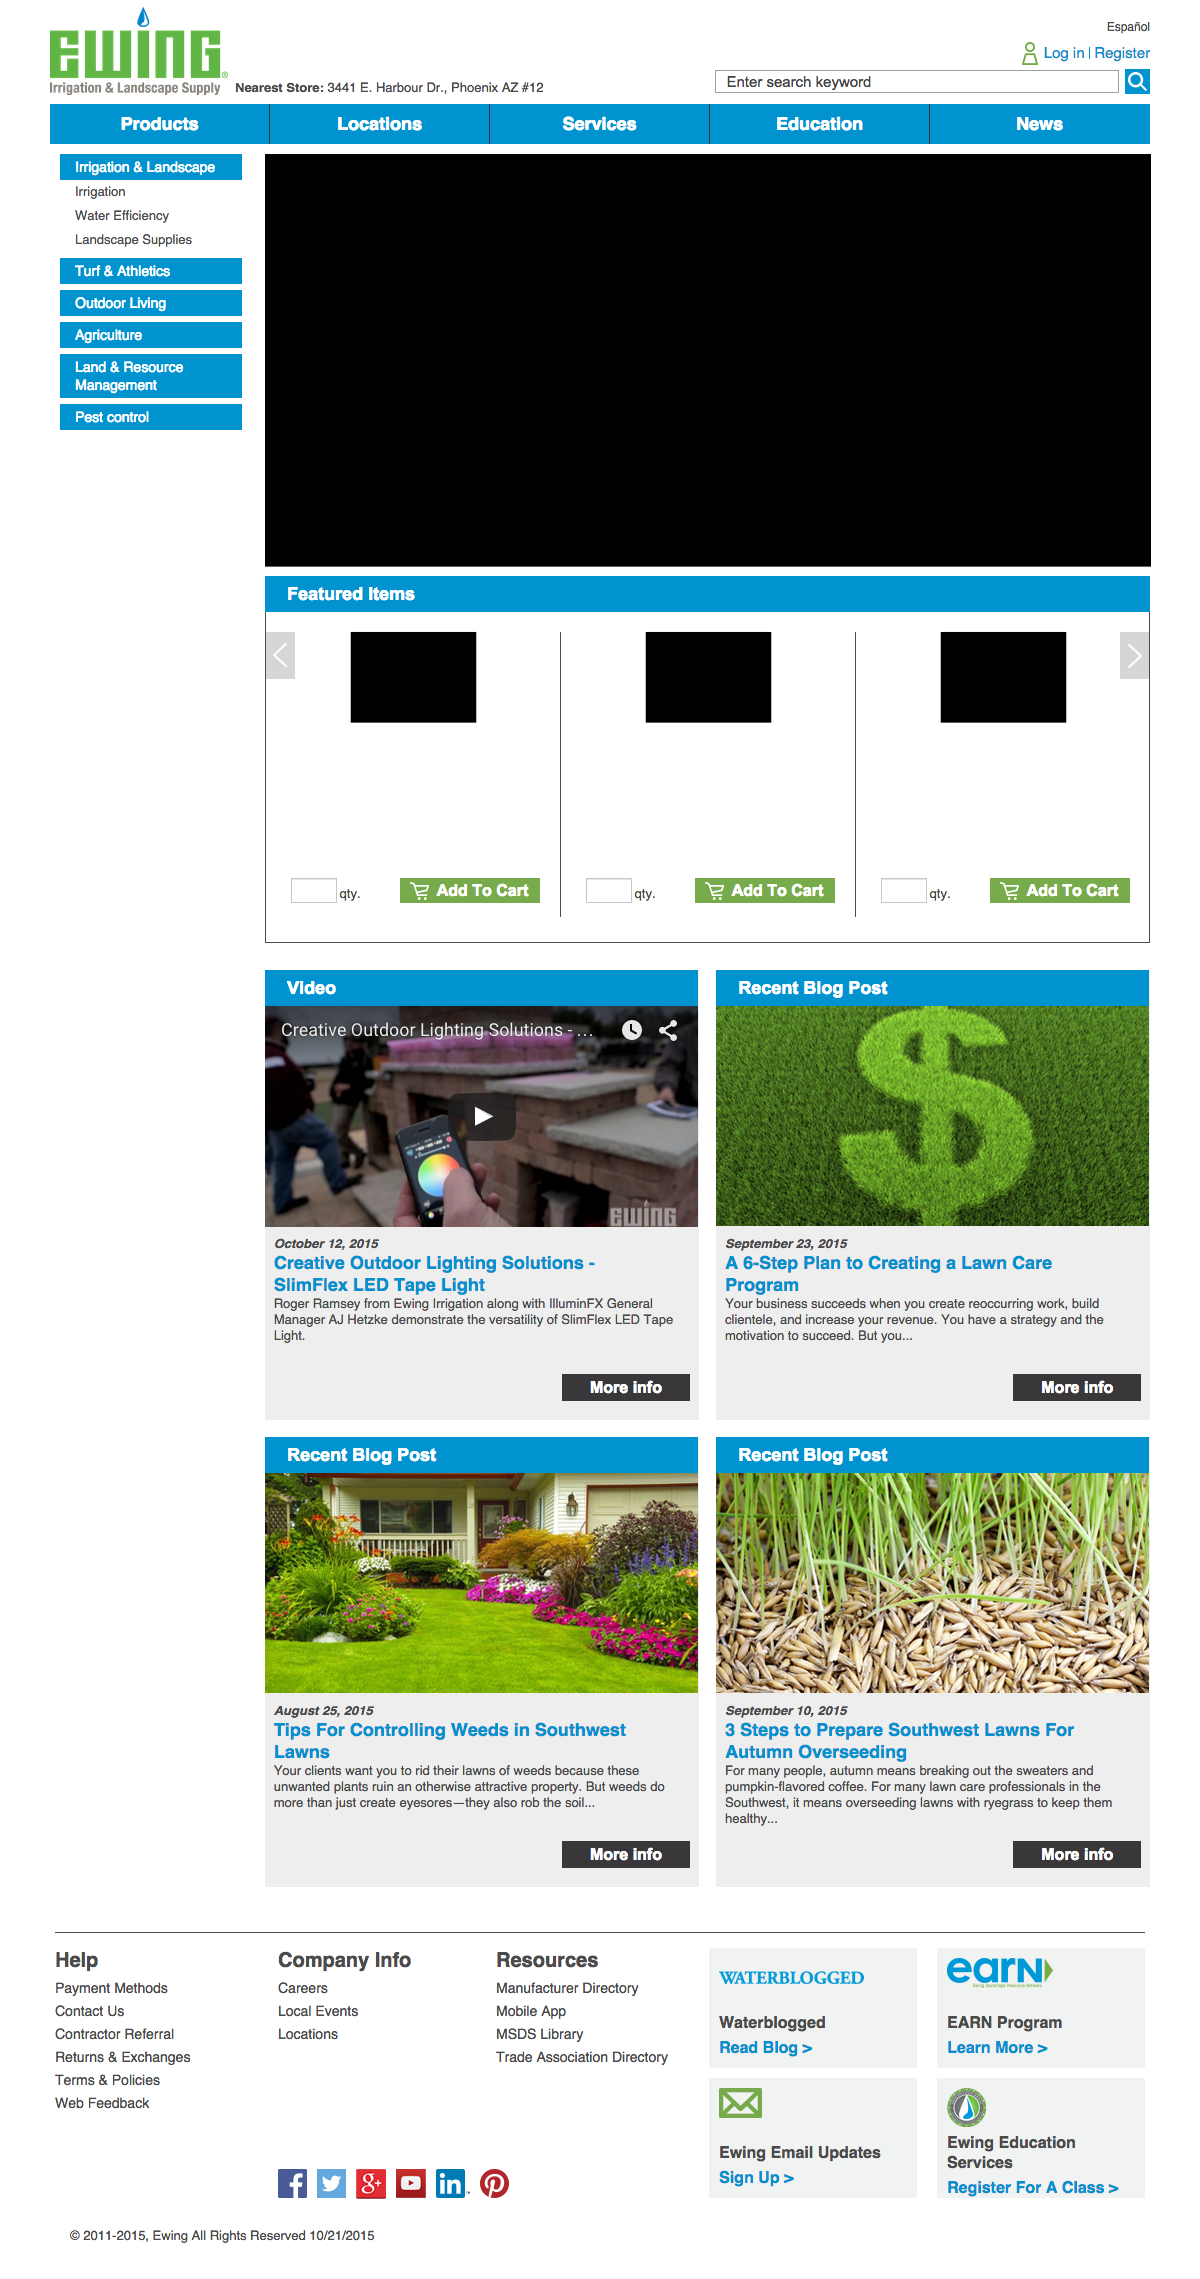 EWING®
Irrigation & Landscape Supply
Nearest Store: 3441 E. Harbour Dr., Phoenix AZ #12
Español
Log in | Register
Enter search keyword
Products
Locations
Services
Education
News
Irrigation & Landscape
Irrigation
Water Efficiency
Landscape Supplies
Turf & Athletics
Outdoor Living
Agriculture
Land & Resource
Management
Pest control
Featured Items
qty.
Add To Cart
qty.
Add To Cart
qty.
Add To Cart
Video
Creative Outdoor Lighting Solutions - ...
EWING
October 12, 2015
Creative Outdoor Lighting Solutions -
SlimFlex LED Tape Light
Roger Ramsey from Ewing Irrigation along with IlluminFX General
Manager AJ Hetzke demonstrate the versatility of SlimFlex LED Tape
Light.
More info
Recent Blog Post
$
September 23, 2015
A 6-Step Plan to Creating a Lawn Care
Program
Your business succeeds when you create reoccurring work, build
clientele, and increase your revenue. You have a strategy and the
motivation to succeed. But you...
More info
Recent Blog Post
August 25, 2015
Tips For Controlling Weeds in Southwest
Lawns
Your clients want you to rid their lawns of weeds because these
unwanted plants ruin an otherwise attractive property. But weeds do
more than just create eyesores—they also rob the soil...
More info
Recent Blog Post
September 10, 2015
3 Steps to Prepare Southwest Lawns For
Autumn Overseeding
For many people, autumn means breaking out the sweaters and
pumpkin-flavored coffee. For many lawn care professionals in the
Southwest, it means overseeding lawns with ryegrass to keep them
healthy...
More info
Help
Payment Methods
Contact Us
Contractor Referral
Returns & Exchanges
Terms & Policies
Web Feedback
Company Info
Careers
Local Events
Locations
Resources
Manufacturer Directory
Mobile App
MSDS Library
Trade Association Directory
WATERBLOGGED
Waterblogged
Read Blog >
earn
Ewing Advantage Resource Network
EARN Program
Learn More >
Ewing Email Updates
Sign Up >
Ewing Education
Services
Register For A Class >
f
g+
in
© 2011-2015, Ewing All Rights Reserved 10/21/2015